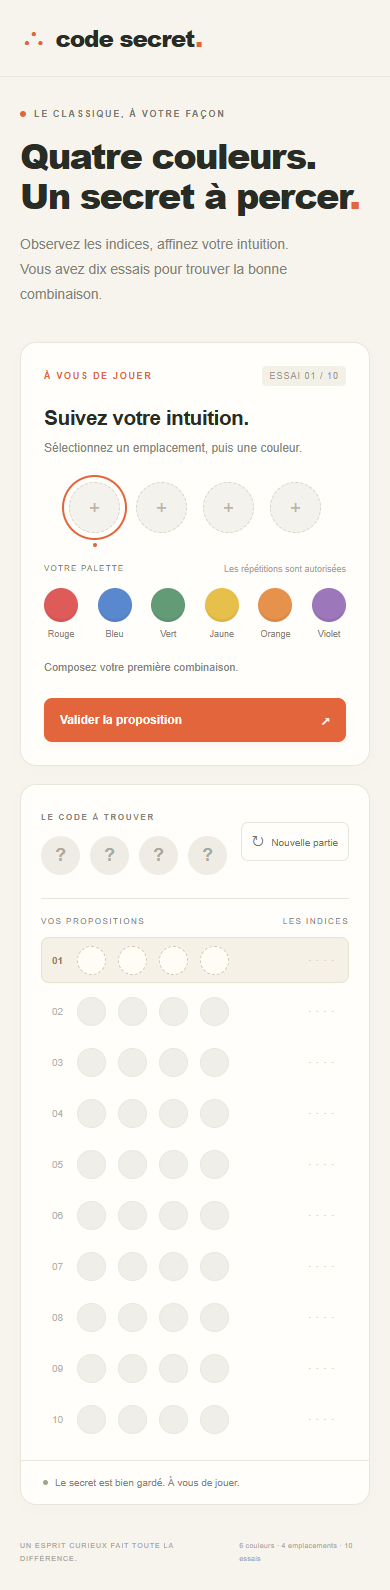 code secret.
LE CLASSIQUE, À VOTRE FAÇON
Quatre couleurs.
Un secret à percer.
Observez les indices, affinez votre intuition.
Vous avez dix essais pour trouver la bonne
combinaison.
À VOUS DE JOUER
ESSAI 01 / 10
Suivez votre intuition.
Sélectionnez un emplacement, puis une couleur.
+ + + +
VOTRE PALETTE
Les répétitions sont autorisées
Rouge Bleu Vert Jaune Orange Violet
Composez votre première combinaison.
Valider la proposition ↗
LE CODE À TROUVER
? ? ? ?
↻ Nouvelle partie
VOS PROPOSITIONS
LES INDICES
01
02
03
04
05
06
07
08
09
10
Le secret est bien gardé. À vous de jouer.
UN ESPRIT CURIEUX FAIT TOUTE LA
DIFFÉRENCE.
6 couleurs · 4 emplacements · 10
essais